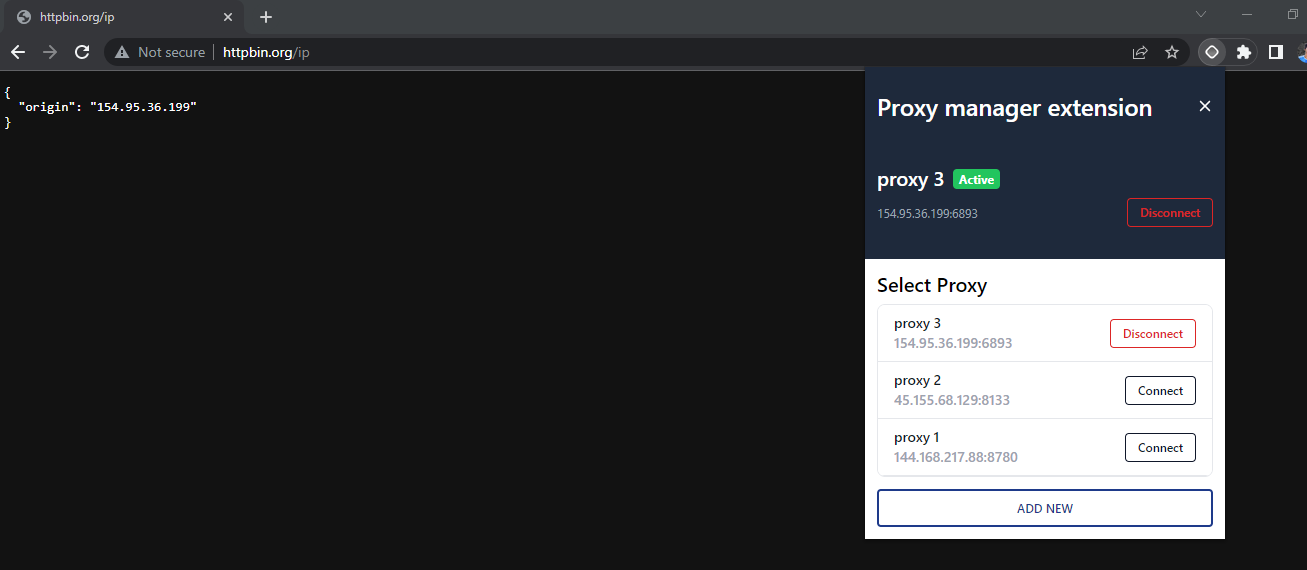 httpbin.org/ip
Not secure httpbin.org/ip
{
"origin": "154.95.36.199"
}
Proxy manager extension
proxy 3 Active
154.95.36.199:6893 Disconnect
Select Proxy
proxy 3
154.95.36.199:6893
Disconnect
proxy 2
45.155.68.129:8133
Connect
proxy 1
144.168.217.88:8780
Connect
ADD NEW